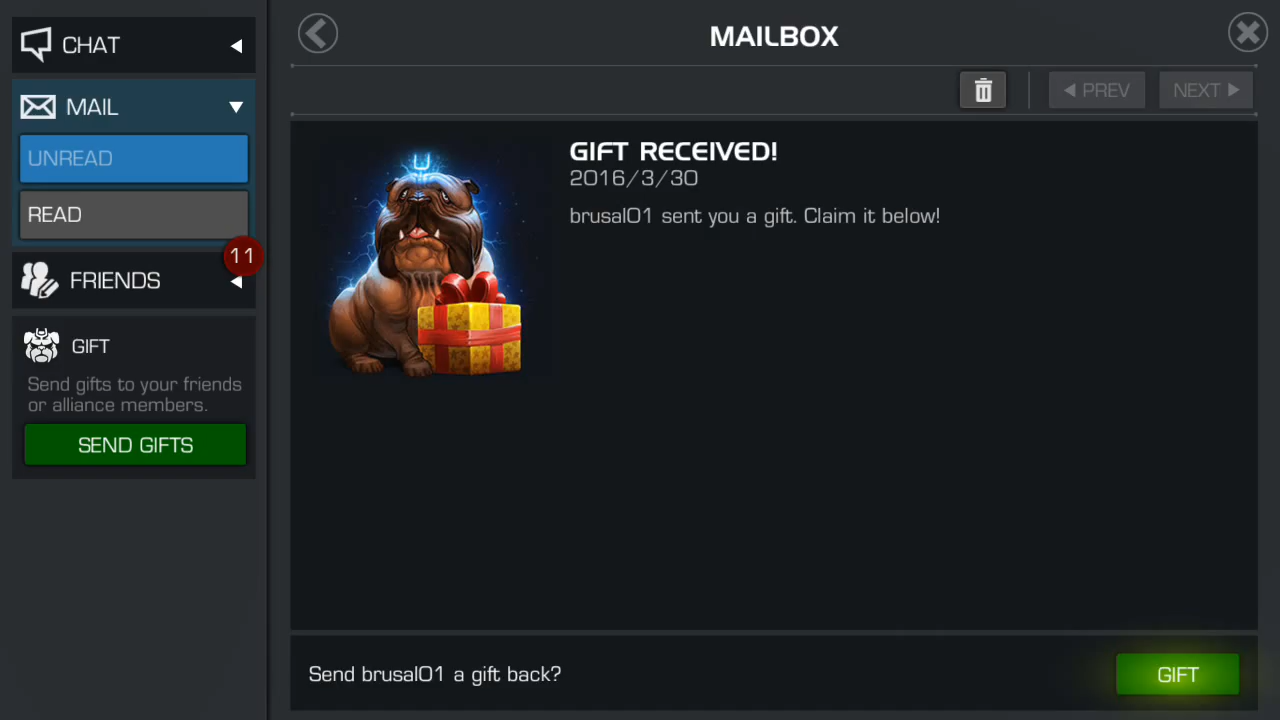 CHAT
MAIL
UNREAD
READ
11
FRIENDS
GIFT
Send gifts to your friends
or alliance members.
SEND GIFTS
MAILBOX
PREV
NEXT
GIFT RECEIVED!
2016/3/30
brusal01 sent you a gift. Claim it below!
Send brusal01 a gift back?
GIFT